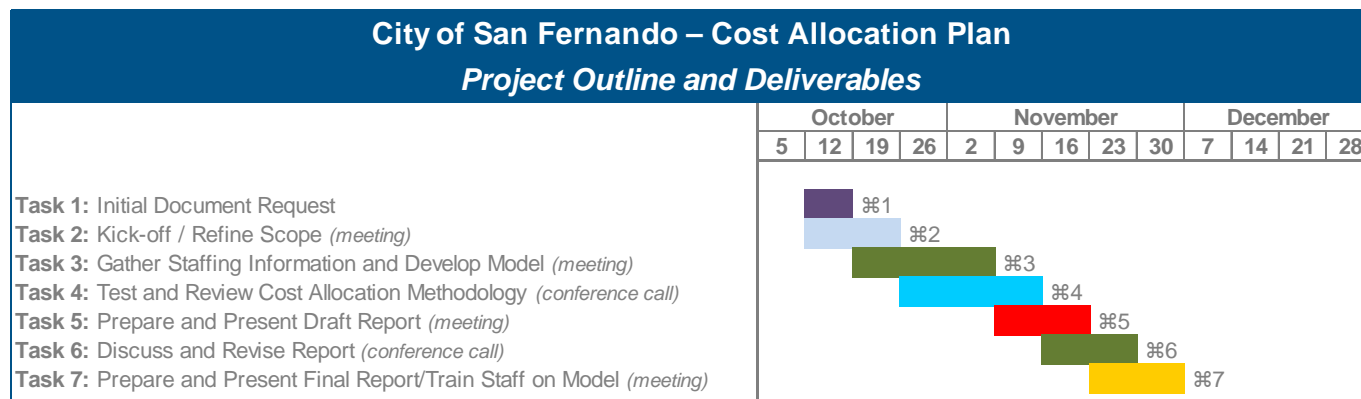 City of San Fernando – Cost Allocation Plan
Project Outline and Deliverables
October November December
5 12 19 26 2 9 16 23 30 7 14 21 28
Task 1: Initial Document Request ⌘1
Task 2: Kick-off / Refine Scope (meeting) ⌘2
Task 3: Gather Staffing Information and Develop Model (meeting) ⌘3
Task 4: Test and Review Cost Allocation Methodology (conference call) ⌘4
Task 5: Prepare and Present Draft Report (meeting) ⌘5
Task 6: Discuss and Revise Report (conference call) ⌘6
Task 7: Prepare and Present Final Report/Train Staff on Model (meeting) ⌘7